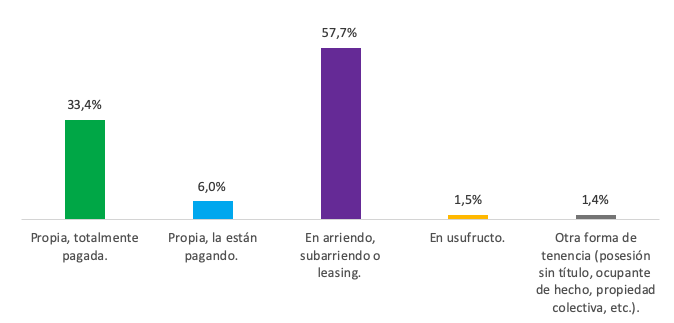 57,7%
33,4%
6,0%
1,5%
1,4%
Propia, totalmente
pagada.
Propia, la están
pagando.
En arriendo,
subarriendo o
leasing.
En usufructo.
Otra forma de
tenencia (posesión
sin título, ocupante
de hecho, propiedad
colectiva, etc.).